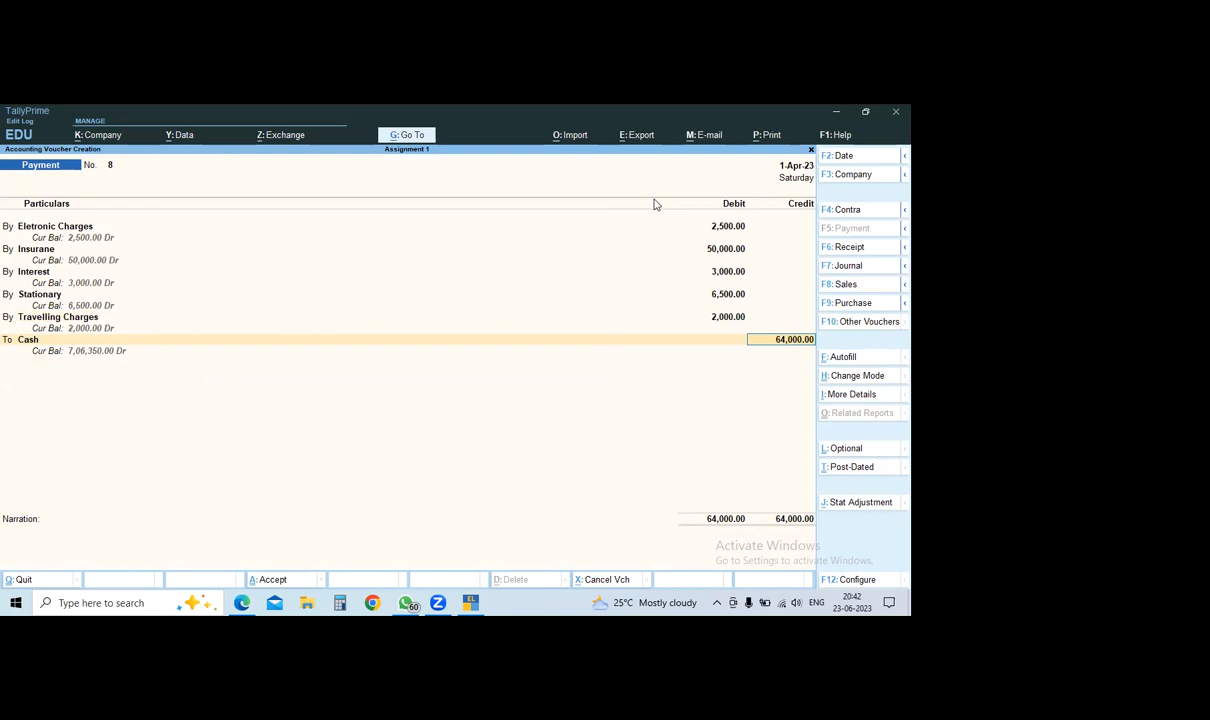 TallyPrime
Edit Log
EDU
MANAGE
K: Company Y: Data Z: Exchange G: Go To O: Import E: Export M: E-mail P: Print F1: Help
Accounting Voucher Creation Assignment 1 x
Payment No. 8 1-Apr-23
Saturday
Particulars Debit Credit
By Eletronic Charges 2,500.00
Cur Bal: 2,500.00 Dr
By Insurane 50,000.00
Cur Bal: 50,000.00 Dr
By Interest 3,000.00
Cur Bal: 3,000.00 Dr
By Stationary 6,500.00
Cur Bal: 6,500.00 Dr
By Travelling Charges 2,000.00
Cur Bal: 2,000.00 Dr
To Cash 64,000.00
Cur Bal: 7,06,350.00 Dr
Narration: 64,000.00 64,000.00
F2: Date
F3: Company
F4: Contra
F5: Payment
F6: Receipt
F7: Journal
F8: Sales
F9: Purchase
F10: Other Vouchers
F: Autofill
H: Change Mode
I: More Details
O: Related Reports
L: Optional
T: Post-Dated
J: Stat Adjustment
Activate Windows
Go to Settings to activate Windows.
Q: Quit A: Accept D: Delete X: Cancel Vch F12: Configure
Type here to search 60 EL 25°C Mostly cloudy ENG 20:42
23-06-2023